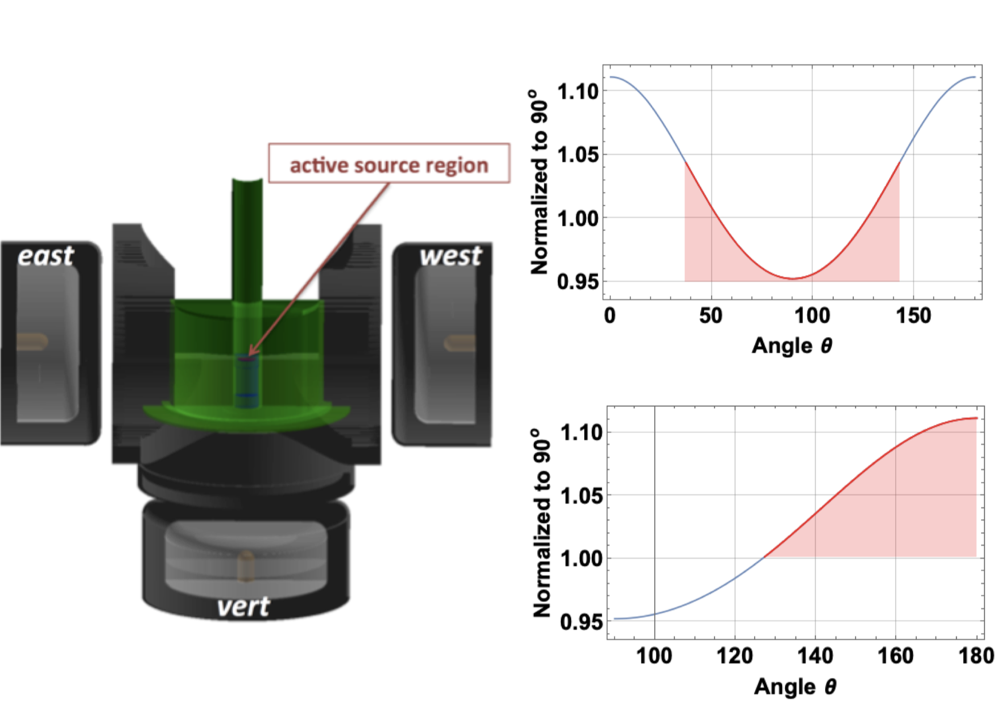 active source region
east
west
vert
Normalized to 90°
1.10
1.05
1.00
0.95
0
50
100
150
Angle θ
Normalized to 90°
1.10
1.05
1.00
0.95
100
120
140
160
180
Angle θ